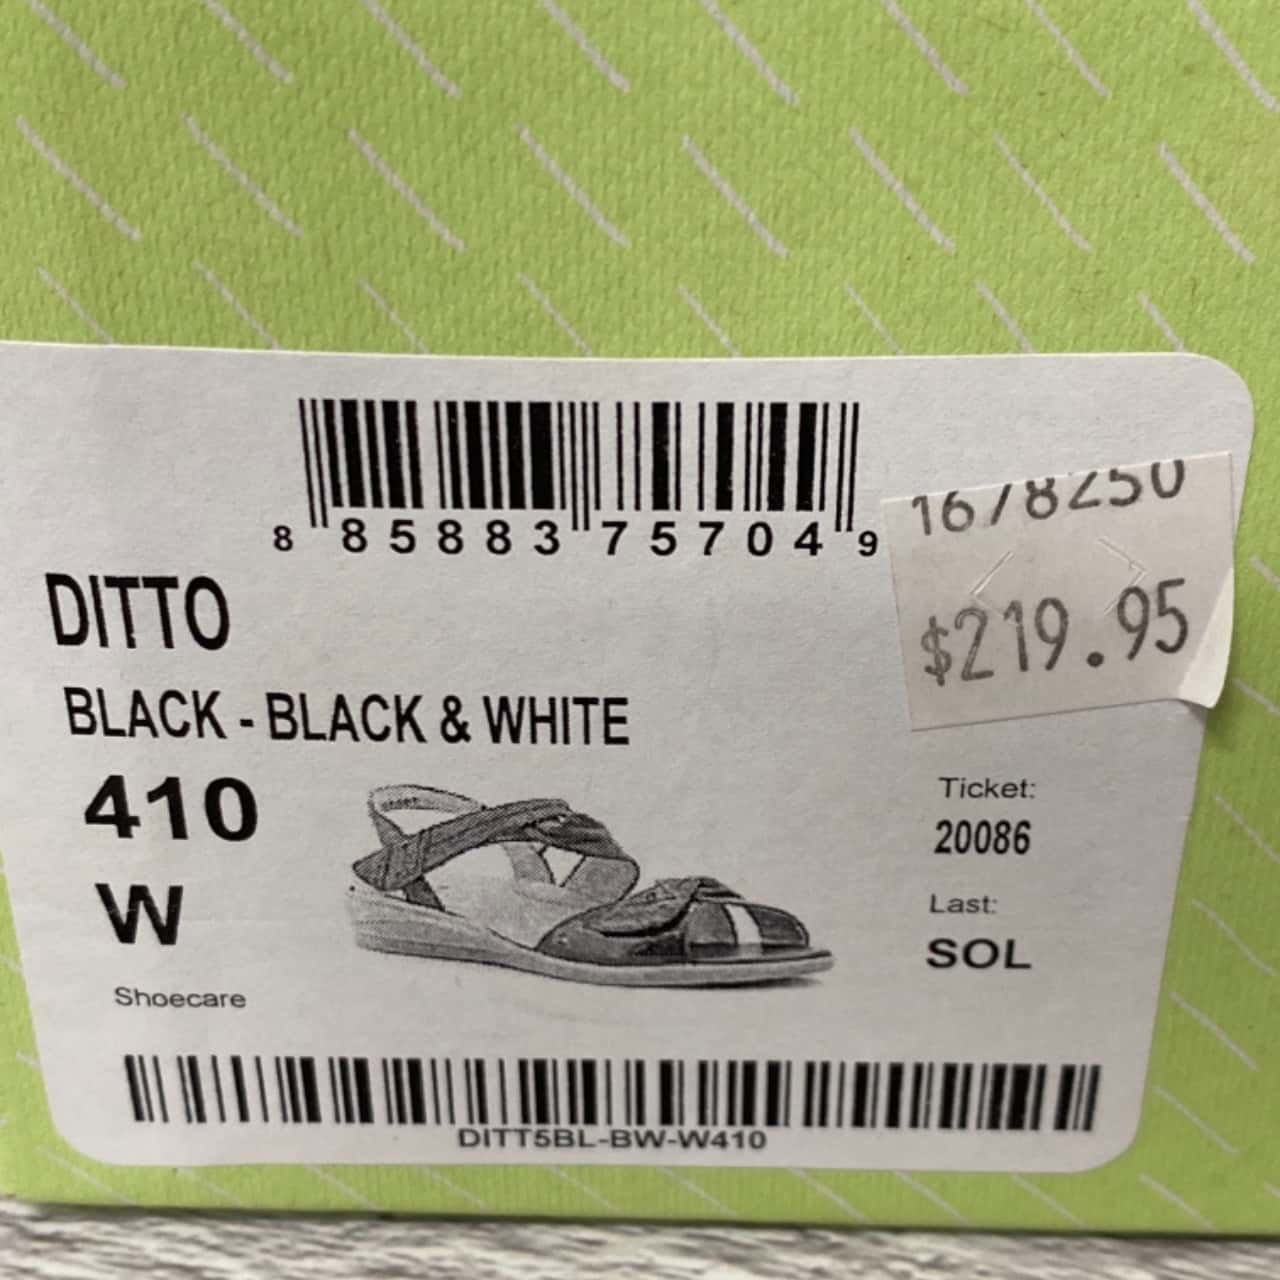 8 85883 75704 9
1678250
$219.95
DITTO
BLACK - BLACK & WHITE
410
W
Shoecare
Ticket:
20086
Last:
SOL
DITT5BL-BW-W410